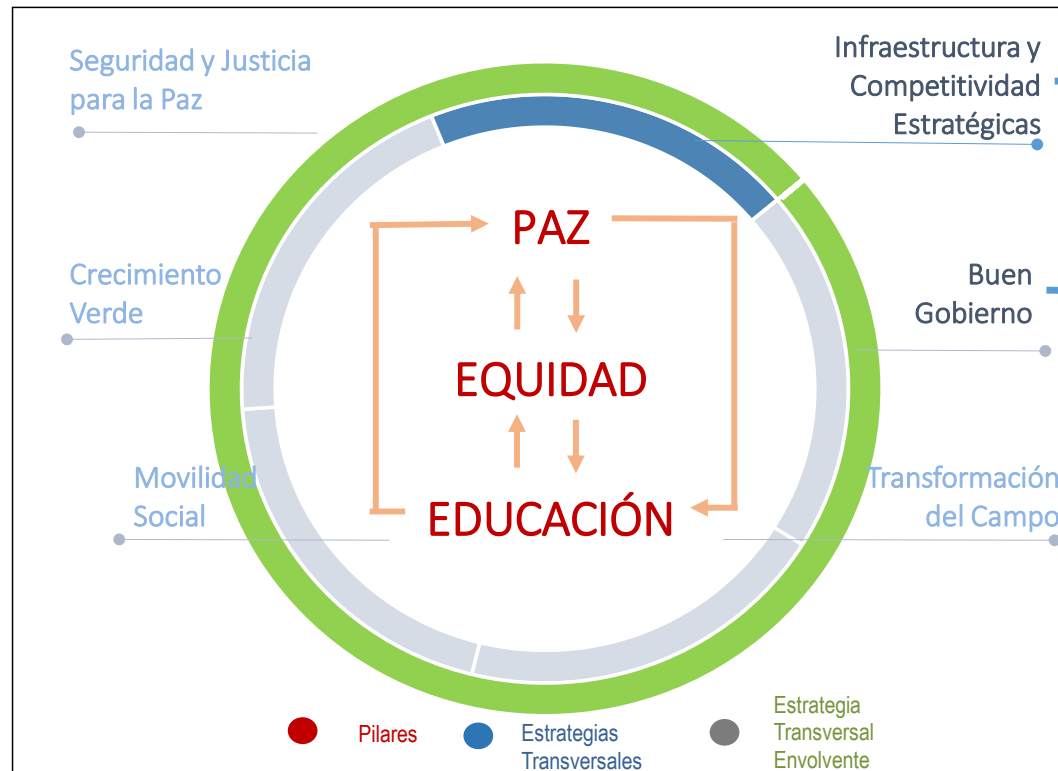 Seguridad y Justicia
para la Paz
Infraestructura y
Competitividad
Estratégicas
PAZ
Crecimiento
Verde
Buen
Gobierno
EQUIDAD
Movilidad
Social
Transformación
del Campo
EDUCACIÓN
Pilares
Estrategias
Transversales
Estrategia
Transversal
Envolvente